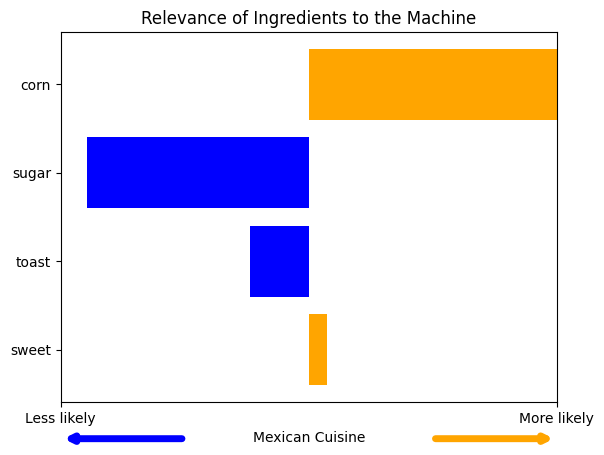 Relevance of Ingredients to the Machine
corn
sugar
toast
sweet
Less likely
More likely
Mexican Cuisine